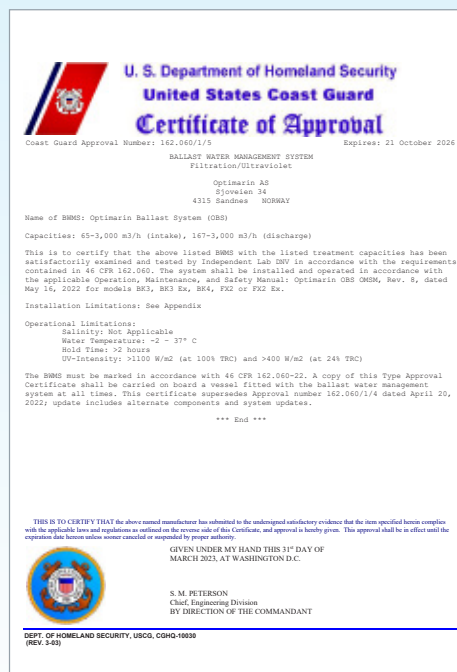 U. S. Department of Homeland Security
United States Coast Guard
Certificate of Approval
Coast Guard Approval Number: 162.060/1/5 Expires: 21 October 2026
BALLAST WATER MANAGEMENT SYSTEM
Filtration/Ultraviolet
Optimarin AS
Sjoveien 34
4315 Sandnes NORWAY
Name of BWMS: Optimarin Ballast System (OBS)
Capacities: 65-3,000 m3/h (intake), 167-3,000 m3/h (discharge)
This is to certify that the above listed BWMS with the listed treatment capacities has been
satisfactorily examined and tested by Independent Lab DNV in accordance with the requirements
contained in 46 CFR 162.060. The system shall be installed and operated in accordance with
the applicable Operation, Maintenance, and Safety Manual: Optimarin OBS OMSM, Rev. 8, dated
May 16, 2022 for models BK3, BK3 Ex, BK4, FX2 or FX2 Ex.
Installation Limitations: See Appendix
Operational Limitations:
Salinity: Not Applicable
Water Temperature: -2 - 37° C
Hold Time: >2 hours
UV-Intensity: >1100 W/m2 (at 100% TRC) and >400 W/m2 (at 24% TRC)
The BWMS must be marked in accordance with 46 CFR 162.060-22. A copy of this Type Approval
Certificate shall be carried on board a vessel fitted with the ballast water management
system at all times. This certificate supersedes Approval number 162.060/1/4 dated April 20,
2022; update includes alternate components and system updates.
*** End ***
THIS IS TO CERTIFY THAT the above named manufacturer has submitted to the undersigned satisfactory evidence that the item specified herein complies
with the applicable laws and regulations as outlined on the reverse side of this Certificate, and approval is hereby given. This approval shall be in effect until the
expiration date hereon unless sooner canceled or suspended by proper authority.
GIVEN UNDER MY HAND THIS 31st DAY OF
MARCH 2023, AT WASHINGTON D.C.
S. M. PETERSON
Chief, Engineering Division
BY DIRECTION OF THE COMMANDANT
DEPT. OF HOMELAND SECURITY, USCG, CGHQ-10030
(REV. 3-03)